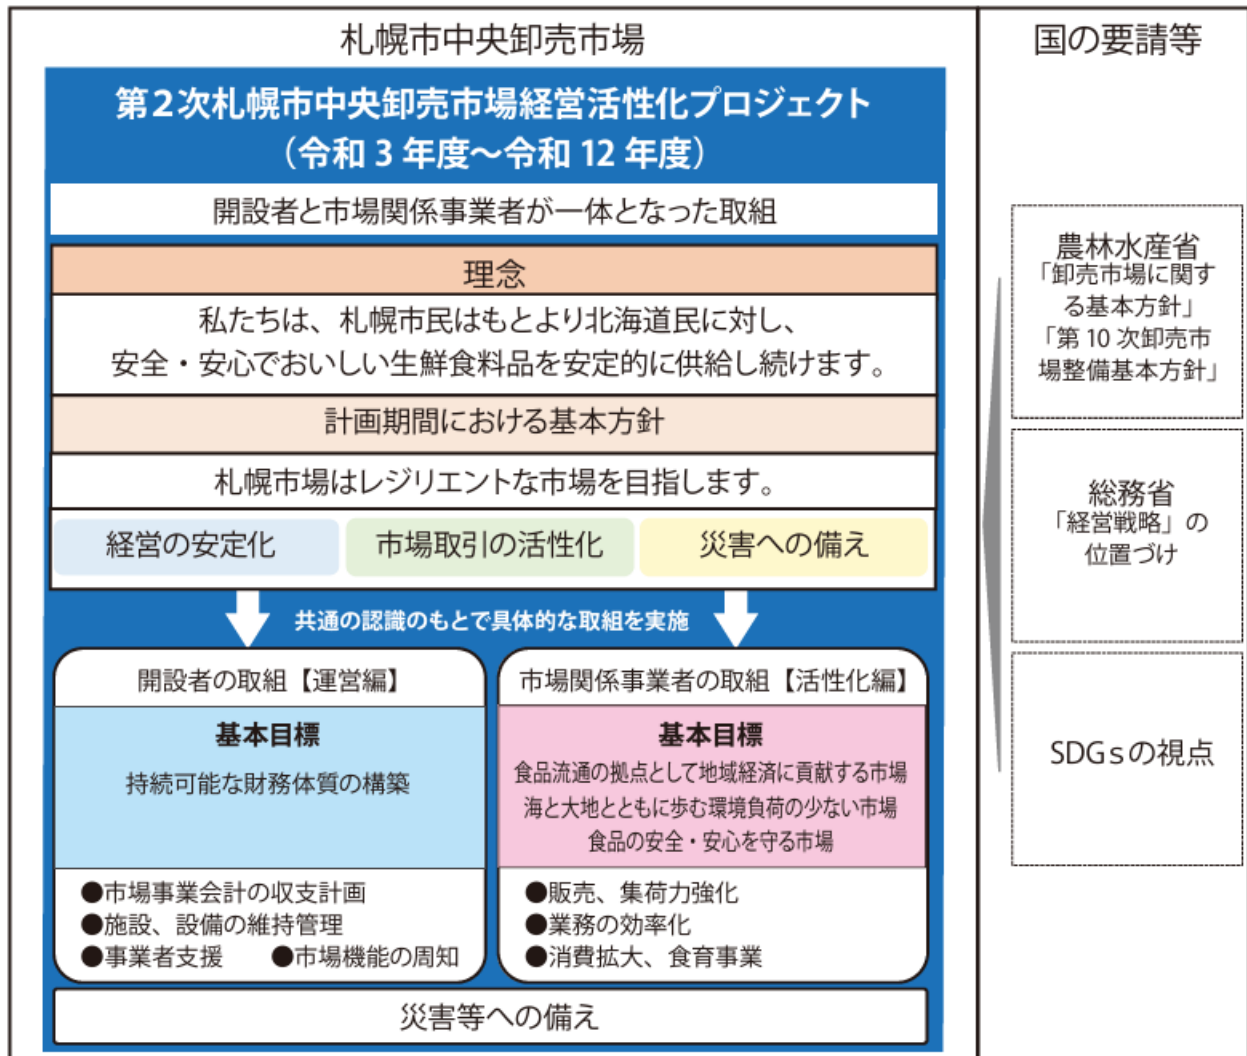 札幌市中央卸売市場
第2次札幌市中央卸売市場経営活性化プロジェクト
（令和 3 年度～令和 12 年度）
開設者と市場関係事業者が一体となった取組
理念
私たちは、札幌市民はもとより北海道民に対し、
安全・安心でおいしい生鮮食料品を安定的に供給し続けます。
計画期間における基本方針
札幌市場はレジリエントな市場を目指します。
経営の安定化
市場取引の活性化
災害への備え
共通の認識のもとで具体的な取組を実施
開設者の取組【運営編】
基本目標
持続可能な財務体質の構築
●市場事業会計の収支計画
●施設、設備の維持管理
●事業者支援　●市場機能の周知
市場関係事業者の取組【活性化編】
基本目標
食品流通の拠点として地域経済に貢献する市場
海と大地とともに歩む環境負荷の少ない市場
食品の安全・安心を守る市場
●販売、集荷力強化
●業務の効率化
●消費拡大、食育事業
災害等への備え
国の要請等
農林水産省
「卸売市場に関す
る基本方針」
「第 10 次卸売市
場整備基本方針」
総務省
「経営戦略」の
位置づけ
SDGｓの視点